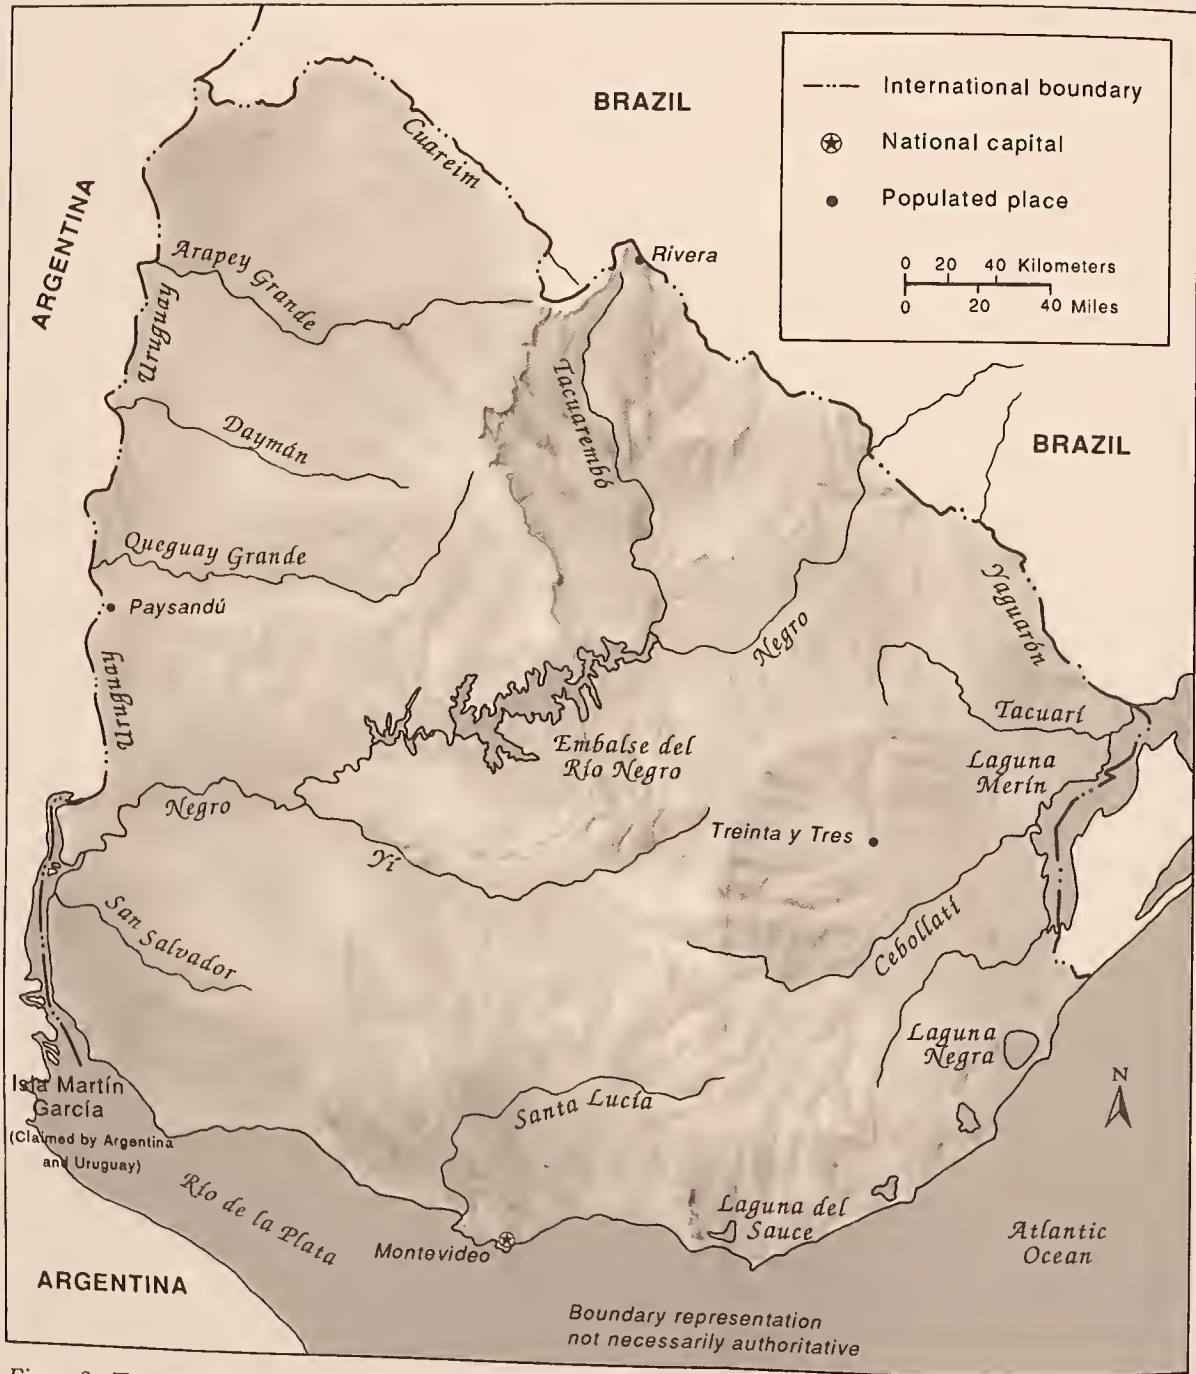 BRAZIL
International boundary
National capital
Populated place
0 20 40 Kilometers
0 20 40 Miles
ARGENTINA
Cuareim
Rivera
Arapey Grande
Uruguay
Tacuarembó
Daymán
BRAZIL
Queguay Grande
Paysandú
Yaguarón
Negro
Uruguay
Tacuarí
Embalse del
Río Negro
Laguna
Merín
Negro
Treinta y Tres
Yí
San Salvador
Cebollatí
Laguna
Negra
N
Isla Martín
García
(Claimed by Argentina
and Uruguay)
Santa Lucía
Río de la Plata
Laguna del
Sauce
Montevideo
Atlantic
Ocean
ARGENTINA
Boundary representation
not necessarily authoritative